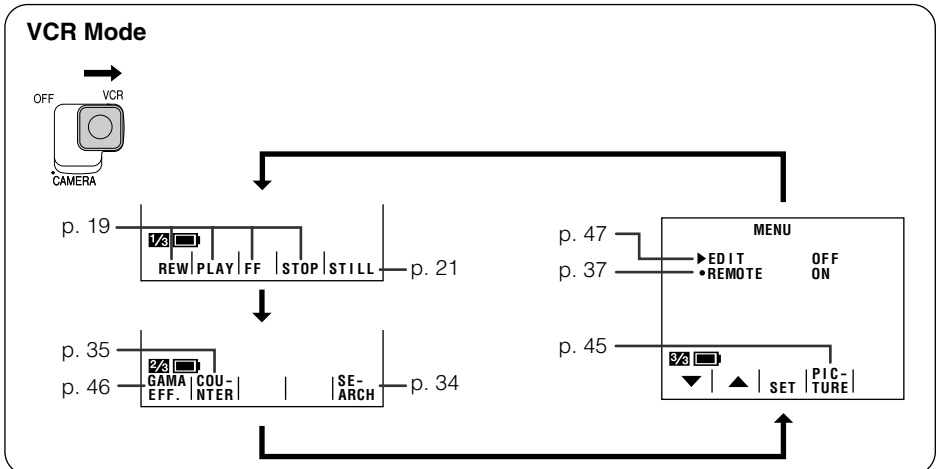 VCR Mode
OFF
VCR
CAMERA
p. 19
1/3
REW PLAY FF STOP STILL
p. 21
p. 35
p. 46
2/3
GAMA COU- SE-
EFF. NTER ARCH
p. 34
MENU
p. 47
▶EDIT OFF
p. 37
•REMOTE ON
p. 45
3/3
▼ ▲ SET PIC-
TURE